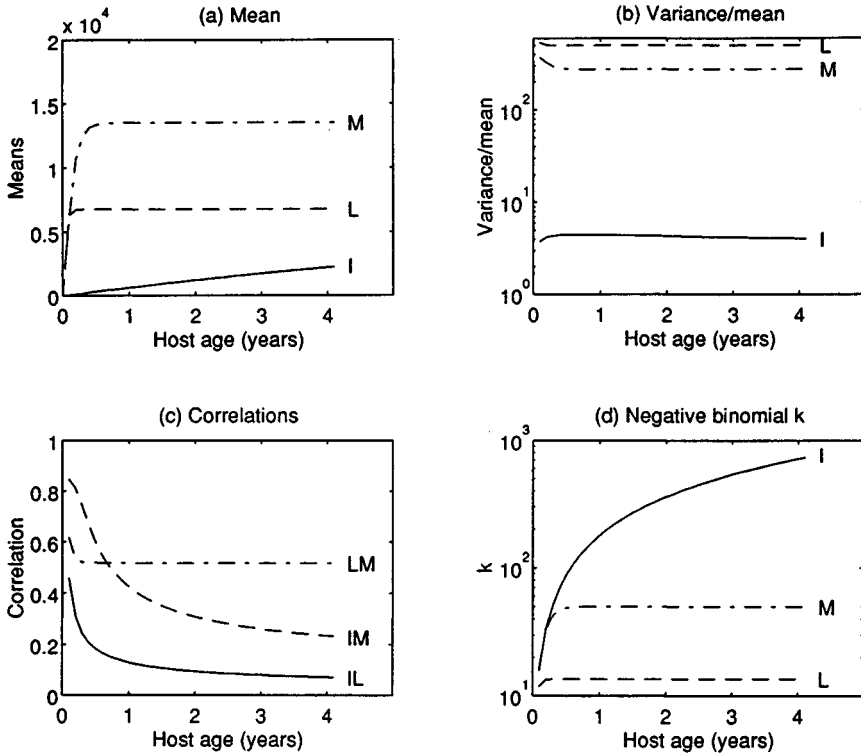 (a) Mean
2 x 10^4
1.5
1
0.5
0
Means
M
L
I
0 1 2 3 4
Host age (years)
(b) Variance/mean
10^2
10^1
10^0
Variance/mean
L
M
I
0 1 2 3 4
Host age (years)
(c) Correlations
1
0.8
0.6
0.4
0.2
0
Correlation
LM
IM
IL
0 1 2 3 4
Host age (years)
(d) Negative binomial k
10^3
10^2
10^1
k
I
M
L
0 1 2 3 4
Host age (years)